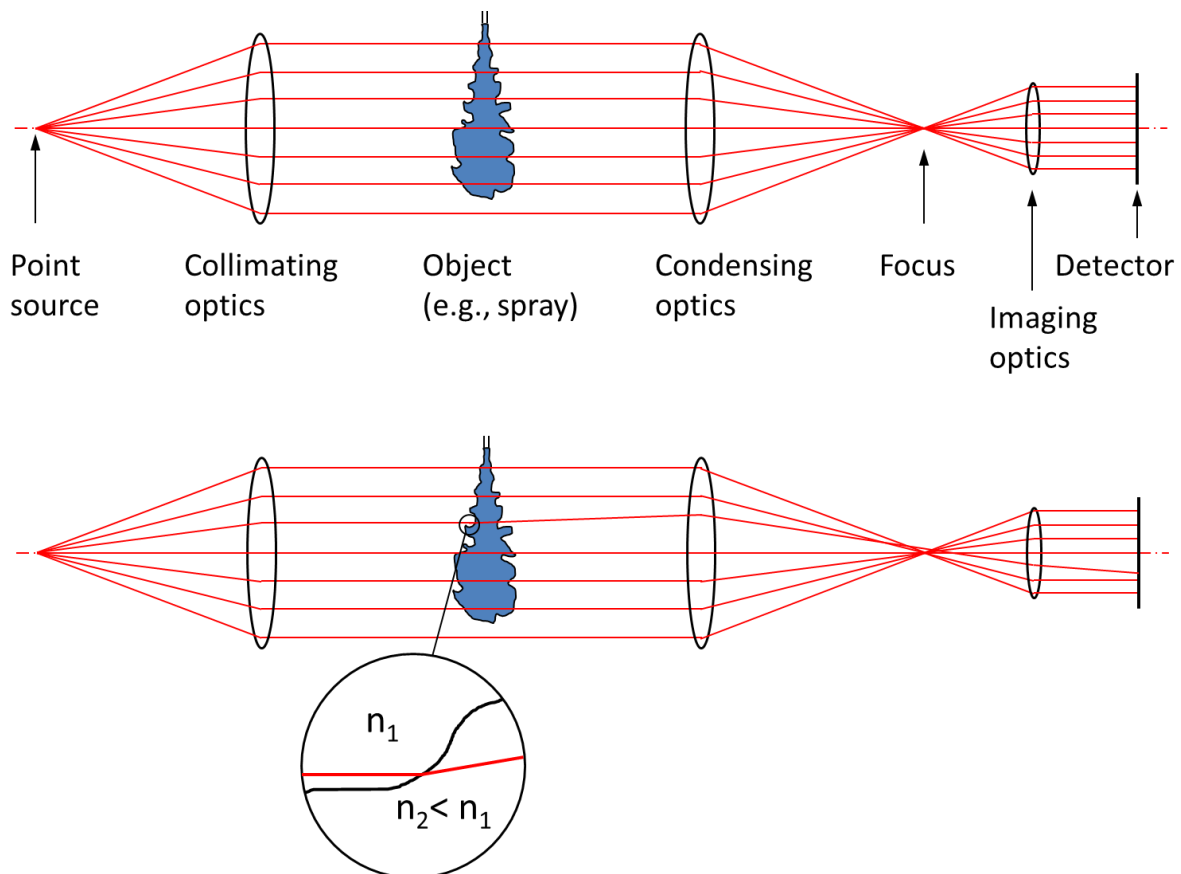 Point
source
Collimating
optics
Object
(e.g., spray)
Condensing
optics
Focus
Imaging
optics
Detector
n₁
n₂< n₁